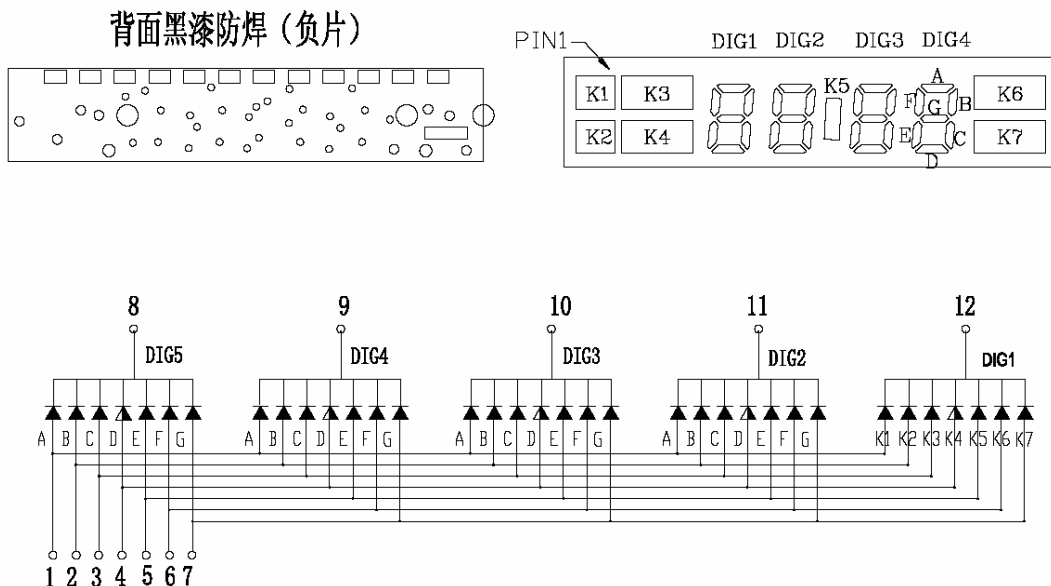 背面黑漆防焊（负片）
PIN1
DIG1 DIG2 DIG3 DIG4
K1 K3 K5 A F G B K6
K2 K4 E C D K7
8 9 10 11 12
DIG5 DIG4 DIG3 DIG2 DIG1
A B C D E F G A B C D E F G A B C D E F G A B C D E F G K1 K2 K3 K4 K5 K6 K7
1 2 3 4 5 6 7